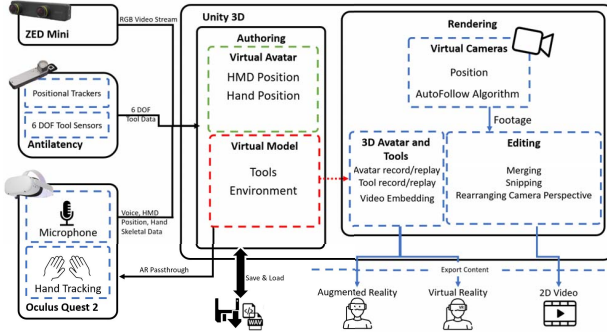 ZED Mini
RGB Video Stream
Positional Trackers
6 DOF Tool Sensors
Antilatency
6 DOF
Tool Data
Microphone
Hand Tracking
Oculus Quest 2
Voice, HMD
Position, Hand
Skeletal Data
AR Passthrough
Unity 3D
Authoring
Virtual Avatar
HMD Position
Hand Position
Virtual Model
Tools
Environment
Save & Load
WAV
Rendering
Virtual Cameras
Position
AutoFollow Algorithm
Footage
3D Avatar and
Tools
Avatar record/replay
Tool record/replay
Video Embedding
Editing
Merging
Snipping
Rearranging Camera Perspective
Export Content
Augmented Reality
Virtual Reality
2D Video